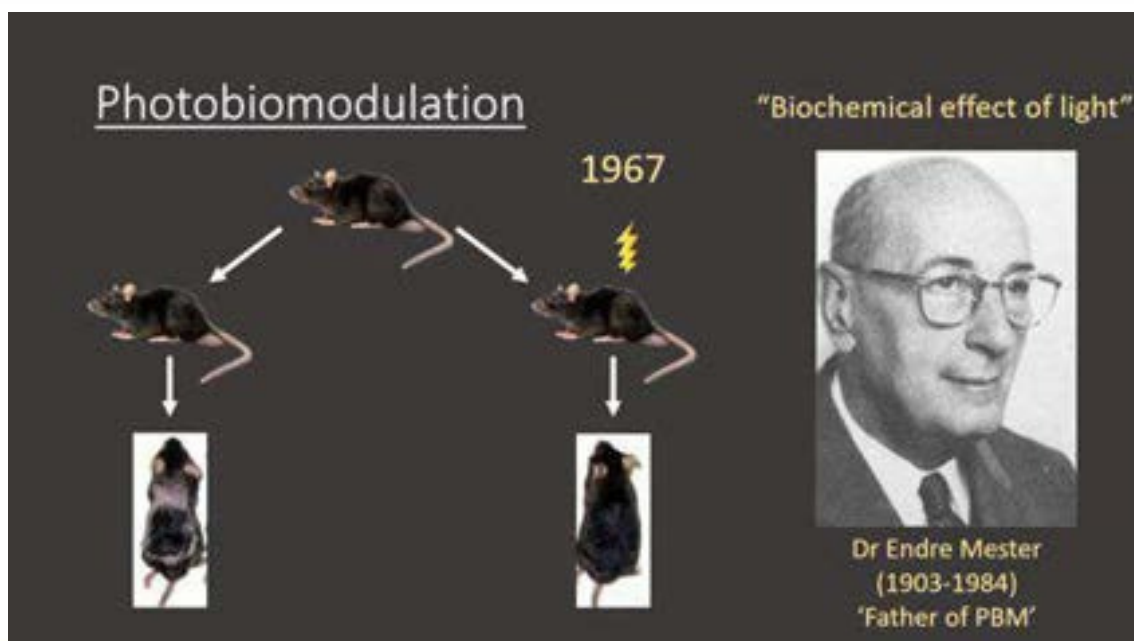 Photobiomodulation
1967
“Biochemical effect of light”
Dr Endre Mester
(1903-1984)
‘Father of PBM’